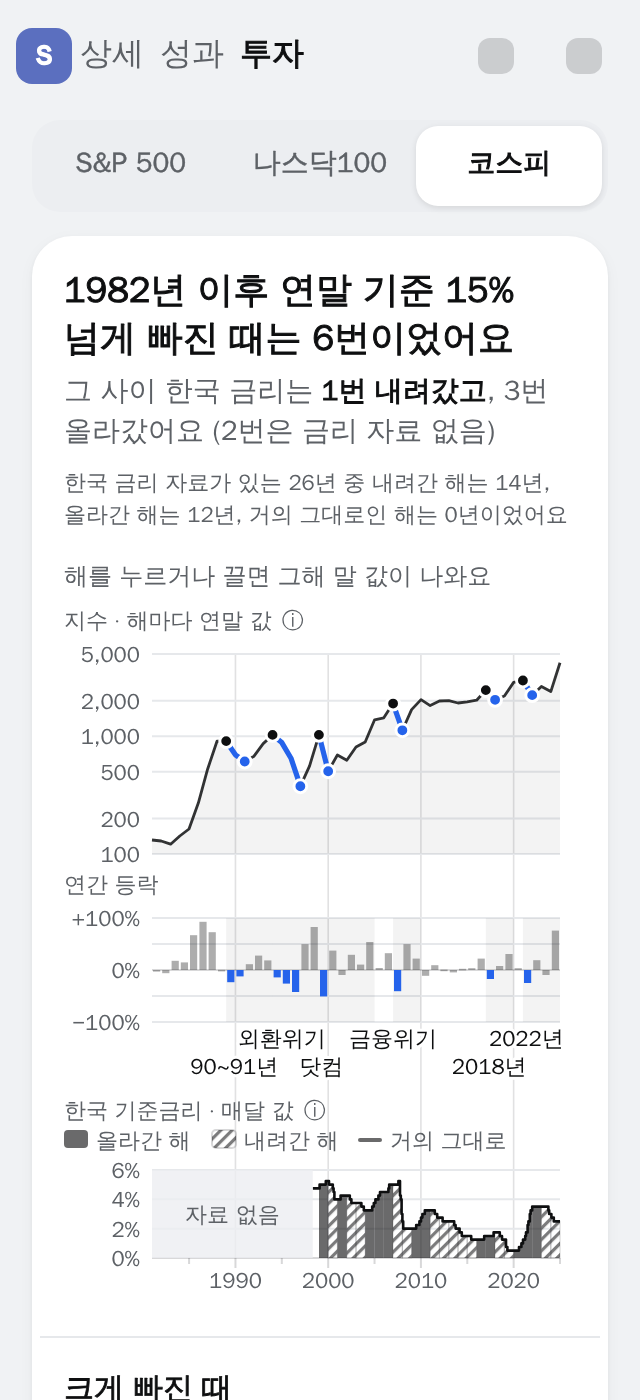 S 상세 성과 투자
S&P 500 나스닥100 코스피
1982년 이후 연말 기준 15%
넘게 빠진 때는 6번이었어요
그 사이 한국 금리는 1번 내려갔고, 3번
올라갔어요 (2번은 금리 자료 없음)
한국 금리 자료가 있는 26년 중 내려간 해는 14년,
올라간 해는 12년, 거의 그대로인 해는 0년이었어요
해를 누르거나 끌면 그해 말 값이 나와요
지수 · 해마다 연말 값 ⓘ
5,000
2,000
1,000
500
200
100
연간 등락
+100%
0%
−100%
외환위기 금융위기 2022년
90~91년 닷컴 2018년
한국 기준금리 · 매달 값 ⓘ
올라간 해 내려간 해 거의 그대로
6%
4%
자료 없음
2%
0%
1990 2000 2010 2020
크게 빠진 때